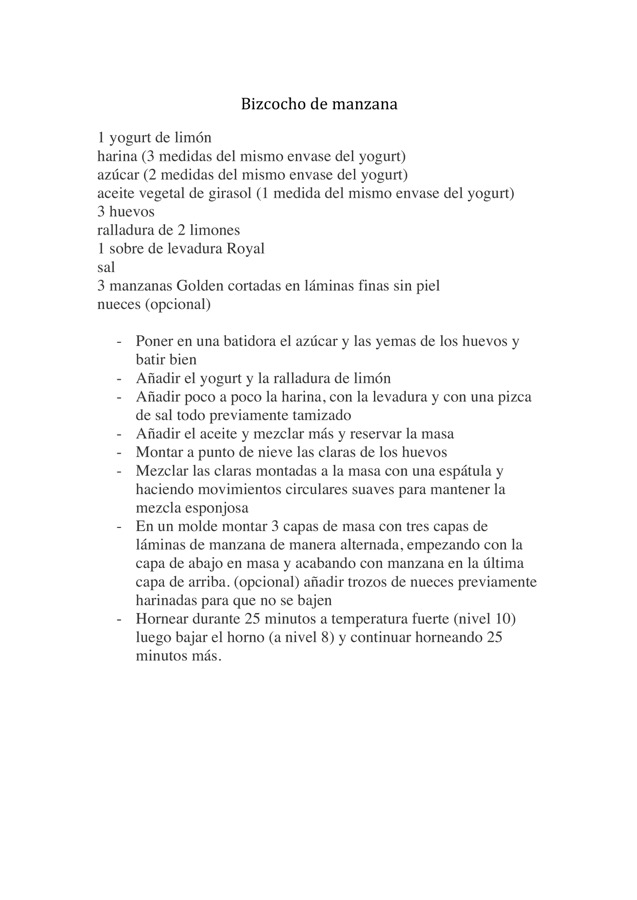 Bizcocho de manzana
1 yogurt de limón
harina (3 medidas del mismo envase del yogurt)
azúcar (2 medidas del mismo envase del yogurt)
aceite vegetal de girasol (1 medida del mismo envase del yogurt)
3 huevos
ralladura de 2 limones
1 sobre de levadura Royal
sal
3 manzanas Golden cortadas en láminas finas sin piel
nueces (opcional)
- Poner en una batidora el azúcar y las yemas de los huevos y
batir bien
- Añadir el yogurt y la ralladura de limón
- Añadir poco a poco la harina, con la levadura y con una pizca
de sal todo previamente tamizado
- Añadir el aceite y mezclar más y reservar la masa
- Montar a punto de nieve las claras de los huevos
- Mezclar las claras montadas a la masa con una espátula y
haciendo movimientos circulares suaves para mantener la
mezcla esponjosa
- En un molde montar 3 capas de masa con tres capas de
láminas de manzana de manera alternada, empezando con la
capa de abajo en masa y acabando con manzana en la última
capa de arriba. (opcional) añadir trozos de nueces previamente
harinadas para que no se bajen
- Hornear durante 25 minutos a temperatura fuerte (nivel 10)
luego bajar el horno (a nivel 8) y continuar horneando 25
minutos más.